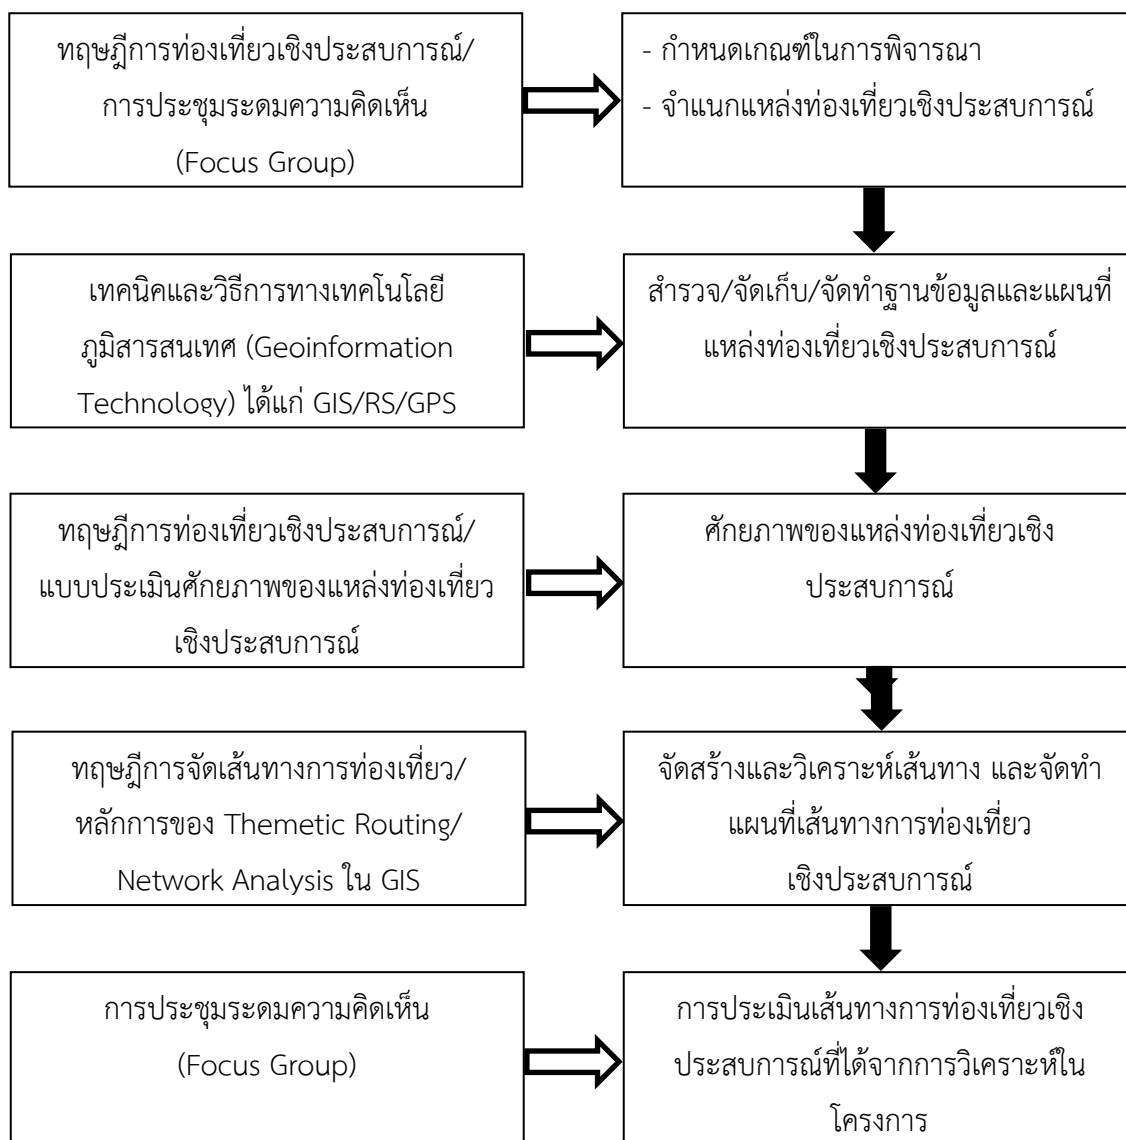 ทฤษฎีการท่องเที่ยวเชิงประสบการณ์/
การประชุมระดมความคิดเห็น
(Focus Group)
- กำหนดเกณฑ์ในการพิจารณา
- จำแนกแหล่งท่องเที่ยวเชิงประสบการณ์
เทคนิคและวิธีการทางเทคโนโลยี
ภูมิสารสนเทศ (Geoinformation
Technology) ได้แก่ GIS/RS/GPS
สำรวจ/จัดเก็บ/จัดทำฐานข้อมูลและแผนที่
แหล่งท่องเที่ยวเชิงประสบการณ์
ทฤษฎีการท่องเที่ยวเชิงประสบการณ์/
แบบประเมินศักยภาพของแหล่งท่องเที่ยว
เชิงประสบการณ์
ศักยภาพของแหล่งท่องเที่ยวเชิง
ประสบการณ์
ทฤษฎีการจัดเส้นทางการท่องเที่ยว/
หลักการของ Themetic Routing/
Network Analysis ใน GIS
จัดสร้างและวิเคราะห์เส้นทาง และจัดทำ
แผนที่เส้นทางการท่องเที่ยว
เชิงประสบการณ์
การประชุมระดมความคิดเห็น
(Focus Group)
การประเมินเส้นทางการท่องเที่ยวเชิง
ประสบการณ์ที่ได้จากการวิเคราะห์ใน
โครงการ